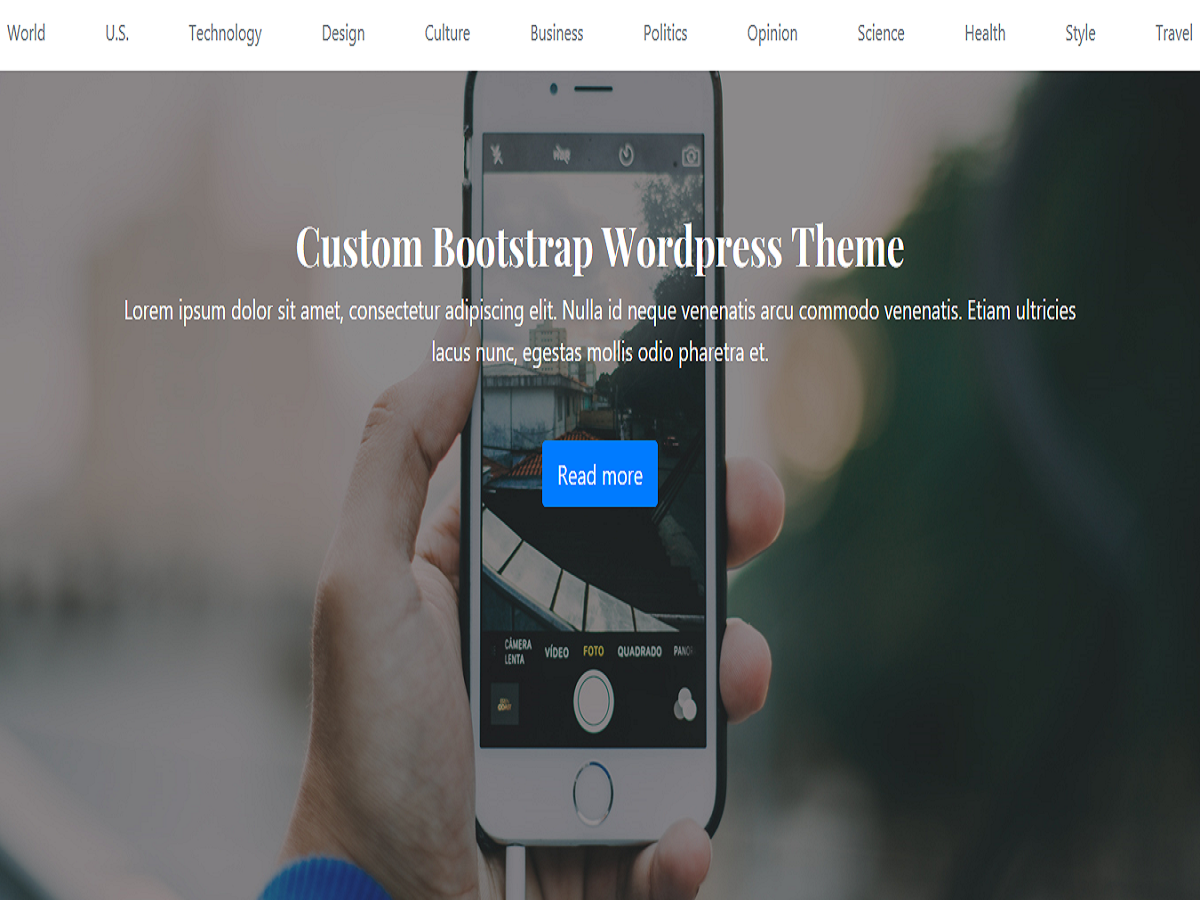 World U.S. Technology Design Culture Business Politics Opinion Science Health Style Travel
Custom Bootstrap Wordpress Theme
Lorem ipsum dolor sit amet, consectetur adipiscing elit. Nulla id neque venenatis arcu commodo venenatis. Etiam ultricies
lacus nunc, egestas mollis odio pharetra et.
Read more
CÂMERA
LENTA
VÍDEO FOTO QUADRADO PANOR